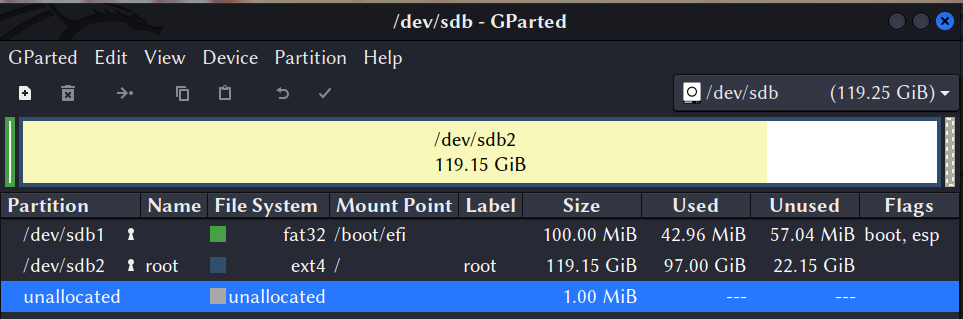 /dev/sdb - GParted
GParted Edit View Device Partition Help
/dev/sdb (119.25 GiB)
/dev/sdb2
119.15 GiB
Partition Name File System Mount Point Label Size Used Unused Flags
/dev/sdb1 fat32 /boot/efi 100.00 MiB 42.96 MiB 57.04 MiB boot, esp
/dev/sdb2 root ext4 / root 119.15 GiB 97.00 GiB 22.15 GiB
unallocated unallocated 1.00 MiB --- ---